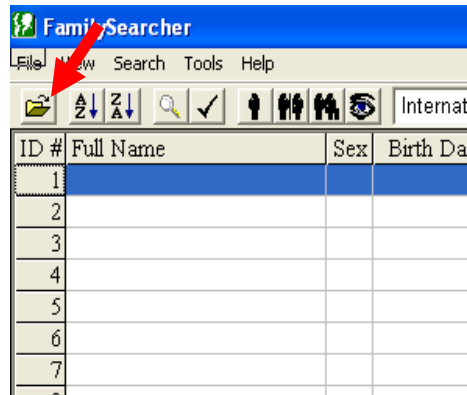 FamilySearcher
File View Search Tools Help
A Z Z A Internat
ID # Full Name Sex Birth Da
1
2
3
4
5
6
7